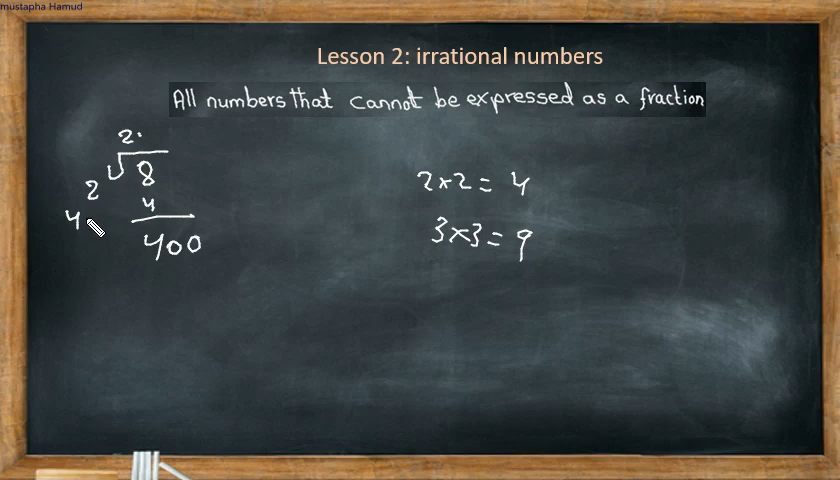 mustapha Hamud
Lesson 2: irrational numbers
All numbers that cannot be expressed as a fraction
2.
√8
2
4
4
400
2×2 = 4
3×3 = 9